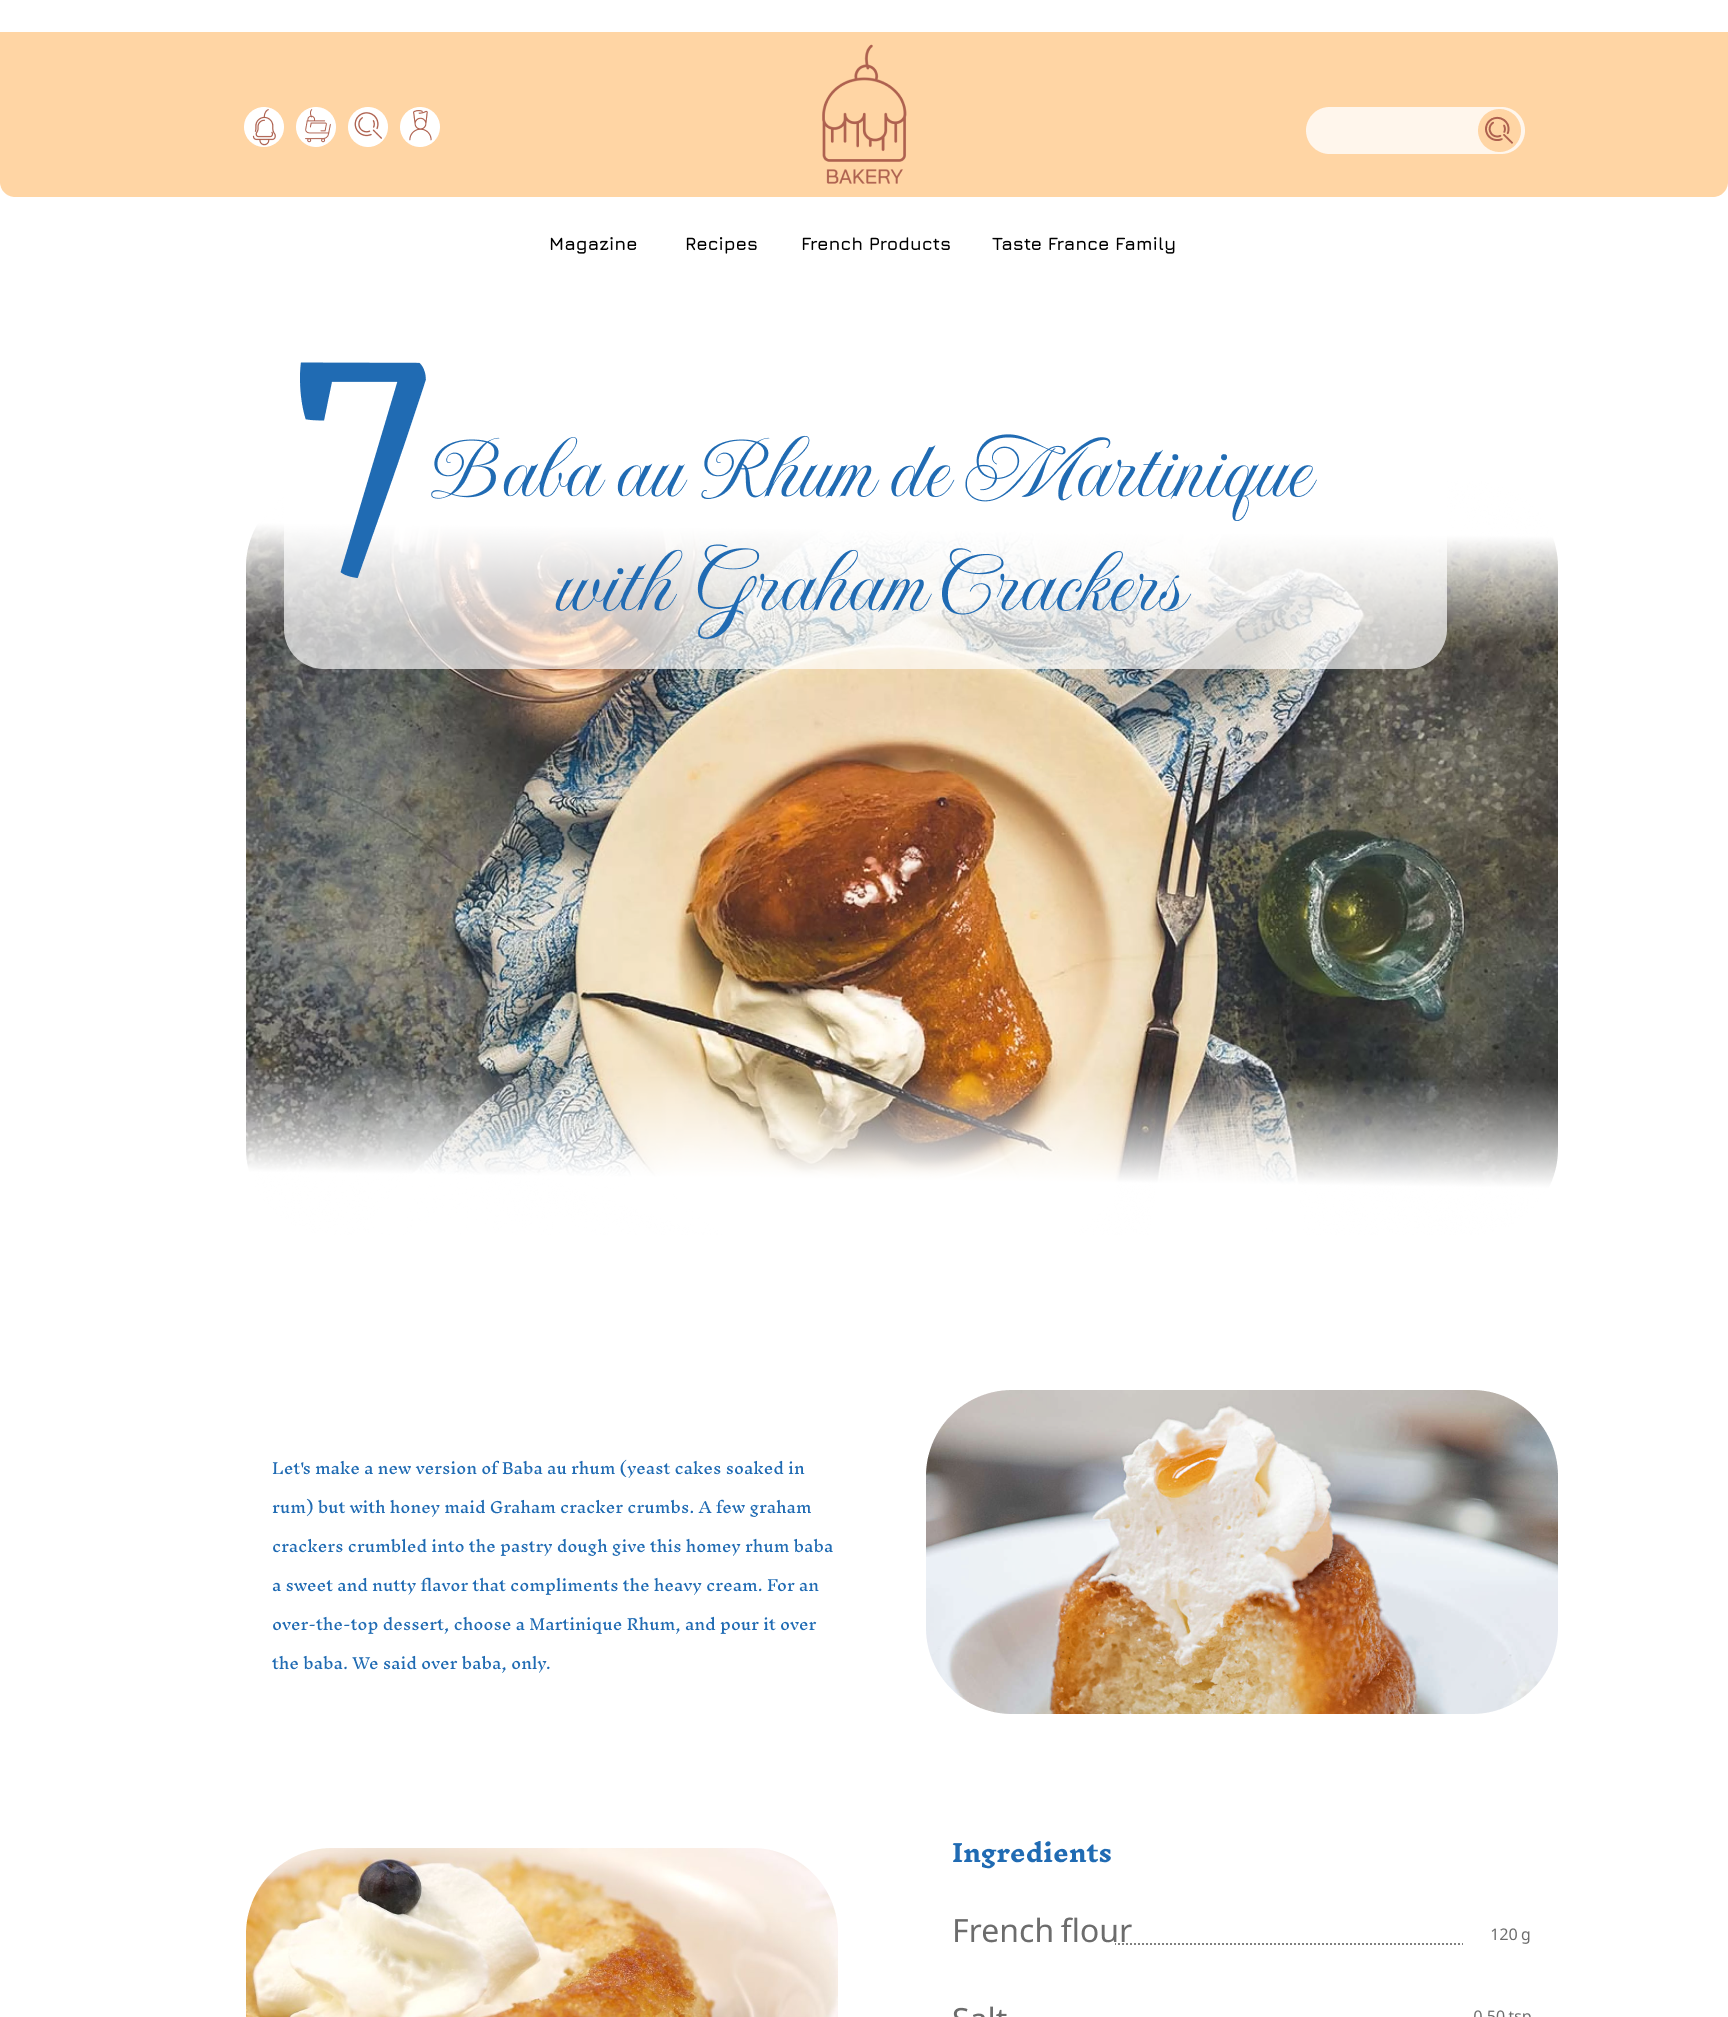 BAKERY
Magazine Recipes French Products Taste France Family
7
Baba au Rhum de Martinique
with Graham Crackers
Let's make a new version of Baba au rhum (yeast cakes soaked in
rum) but with honey maid Graham cracker crumbs. A few graham
crackers crumbled into the pastry dough give this homey rhum baba
a sweet and nutty flavor that compliments the heavy cream. For an
over-the-top dessert, choose a Martinique Rhum, and pour it over
the baba. We said over baba, only.
Ingredients
French flour 120 g
Salt 0.50 tsp